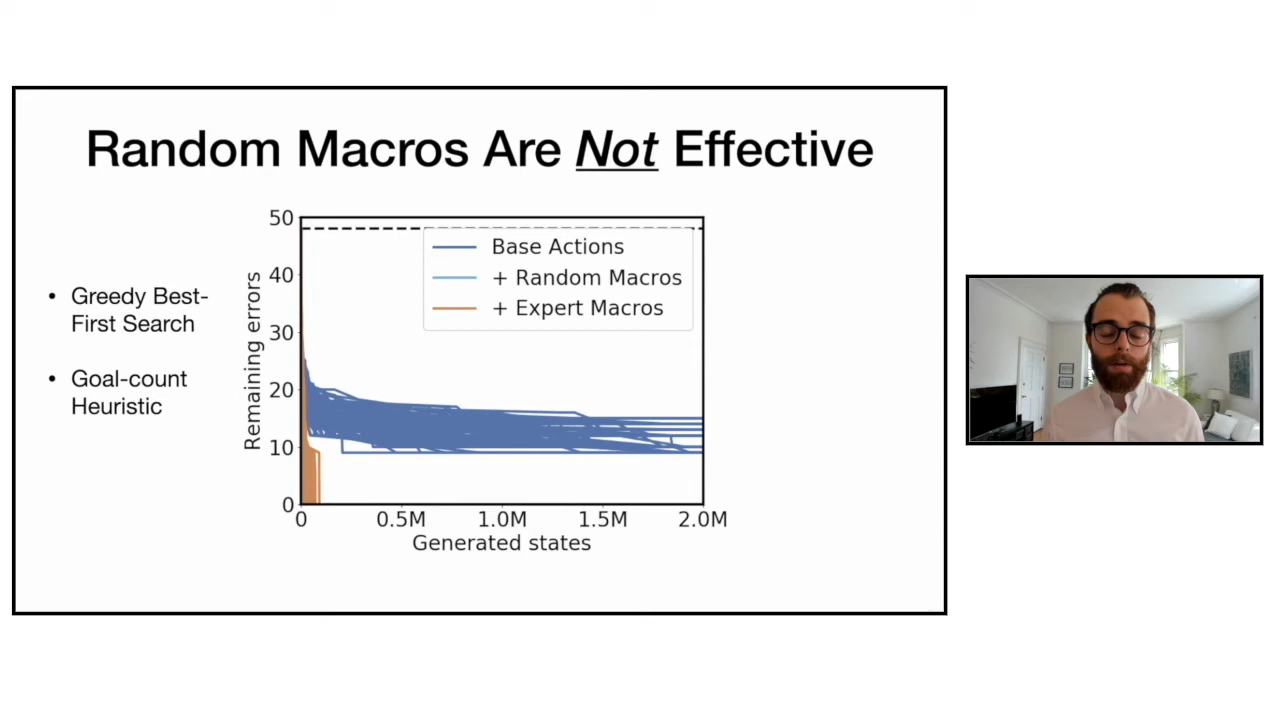 Random Macros Are Not Effective
• Greedy Best-
First Search
• Goal-count
Heuristic
Remaining errors
50
40
30
20
10
0
Base Actions
+ Random Macros
+ Expert Macros
0 0.5M 1.0M 1.5M 2.0M
Generated states